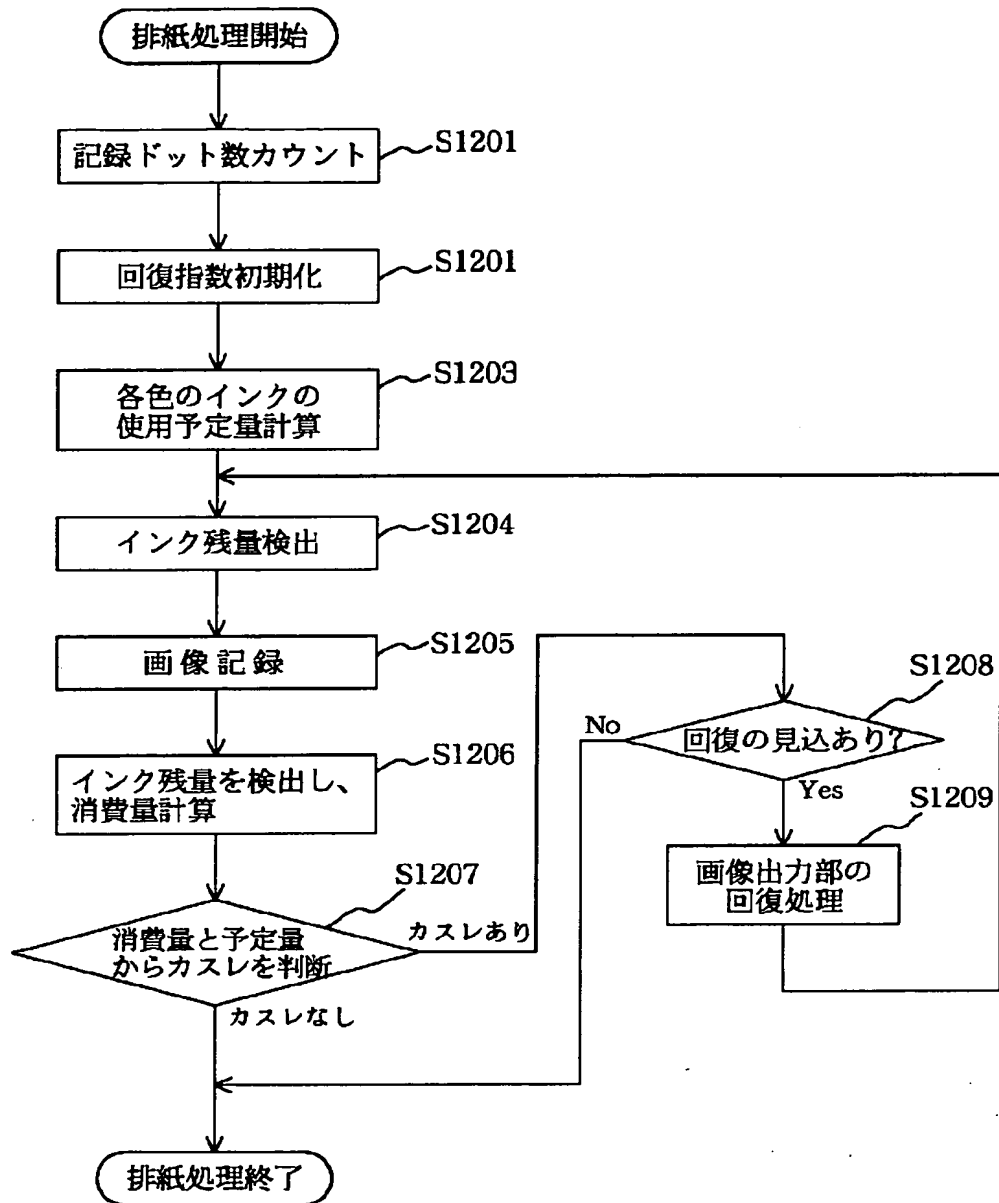 排紙処理開始
記録ドット数カウント
S1201
回復指数初期化
S1201
各色のインクの
使用予定量計算
S1203
インク残量検出
S1204
画像記録
S1205
インク残量を検出し、
消費量計算
S1206
消費量と予定量
からカスレを判断
S1207
カスレあり
カスレなし
回復の見込あり?
S1208
No
Yes
画像出力部の
回復処理
S1209
排紙処理終了